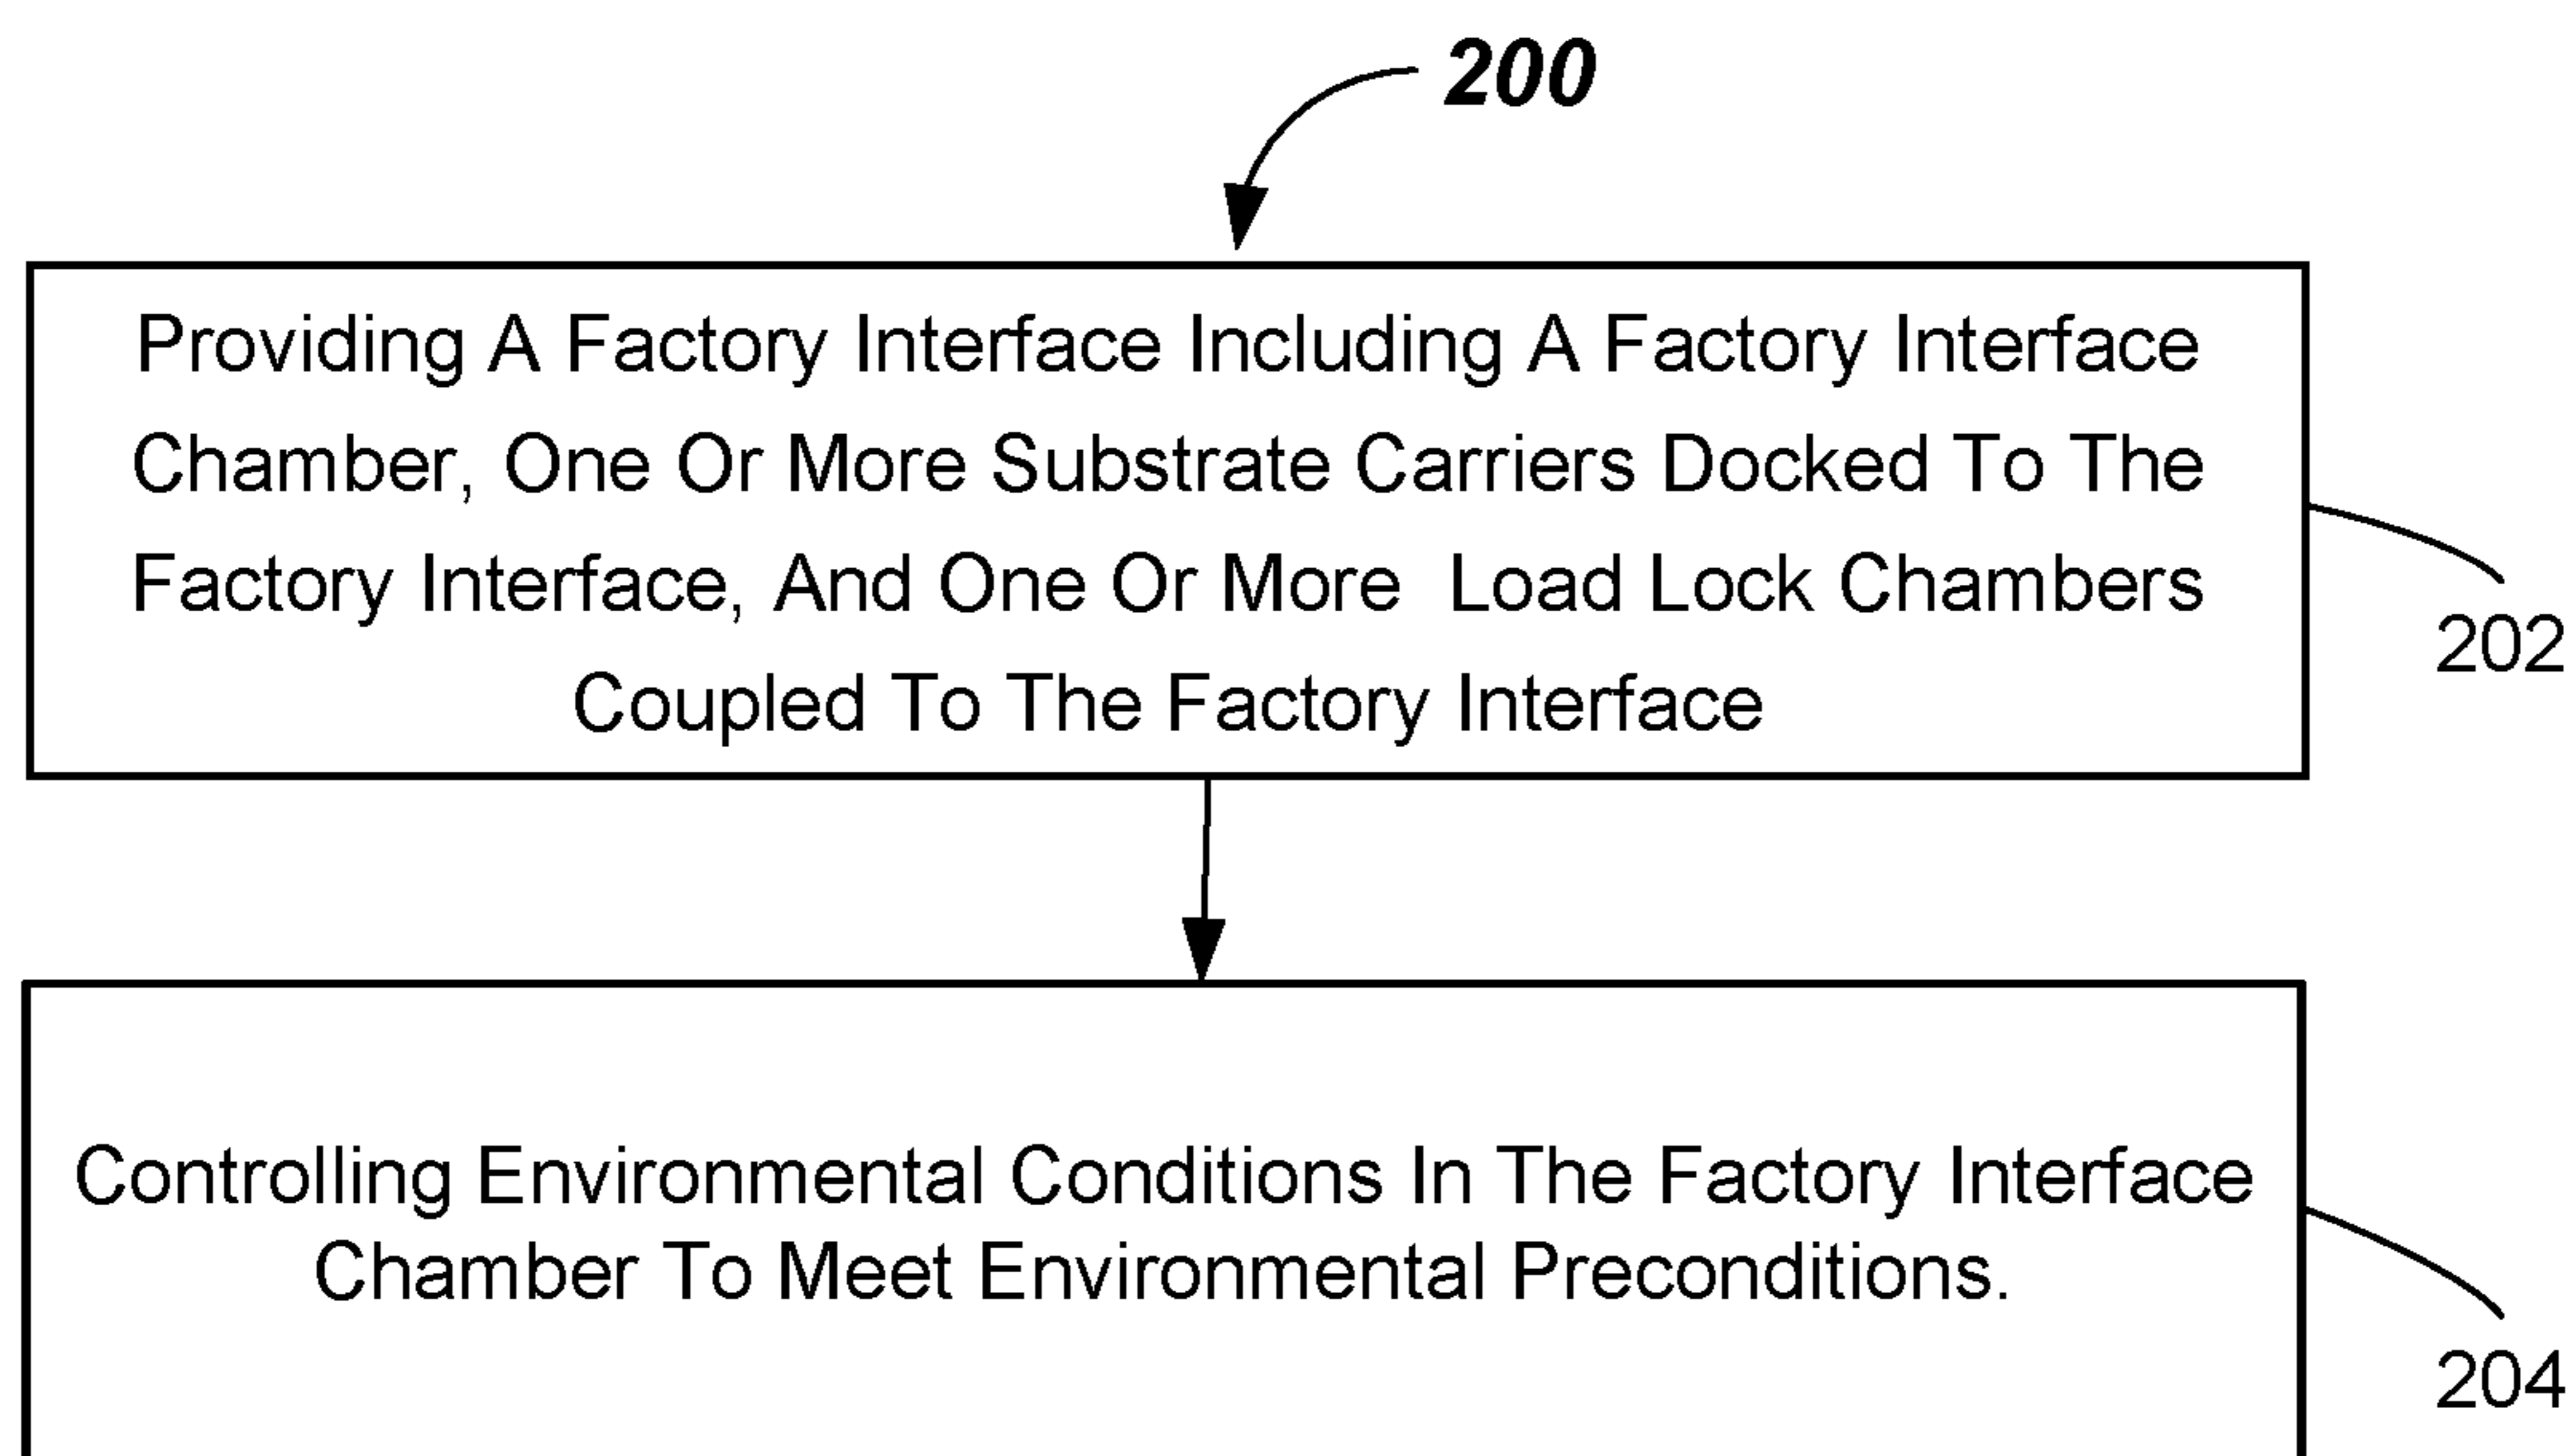 200
Providing A Factory Interface Including A Factory Interface
Chamber, One Or More Substrate Carriers Docked To The
Factory Interface, And One Or More Load Lock Chambers
Coupled To The Factory Interface
202
Controlling Environmental Conditions In The Factory Interface
Chamber To Meet Environmental Preconditions.
204